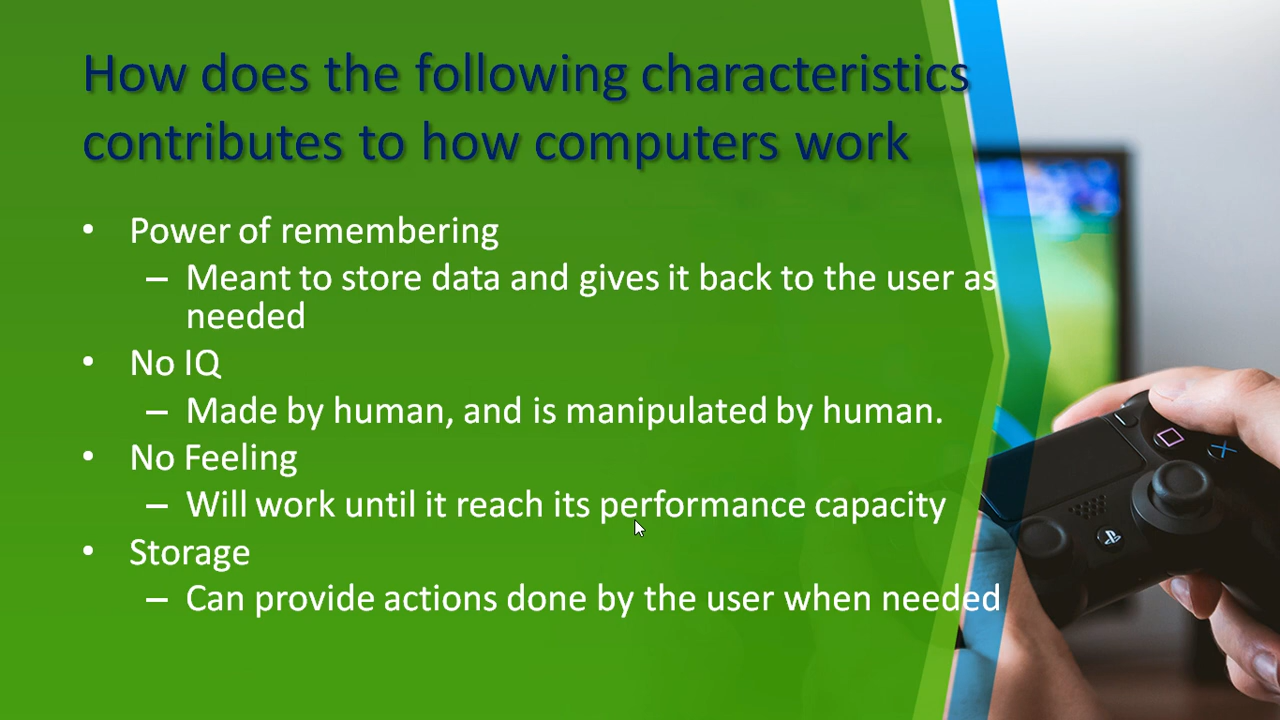 How does the following characteristics
contributes to how computers work
• Power of remembering
– Meant to store data and gives it back to the user as
needed
• No IQ
– Made by human, and is manipulated by human.
• No Feeling
– Will work until it reach its performance capacity
• Storage
– Can provide actions done by the user when needed